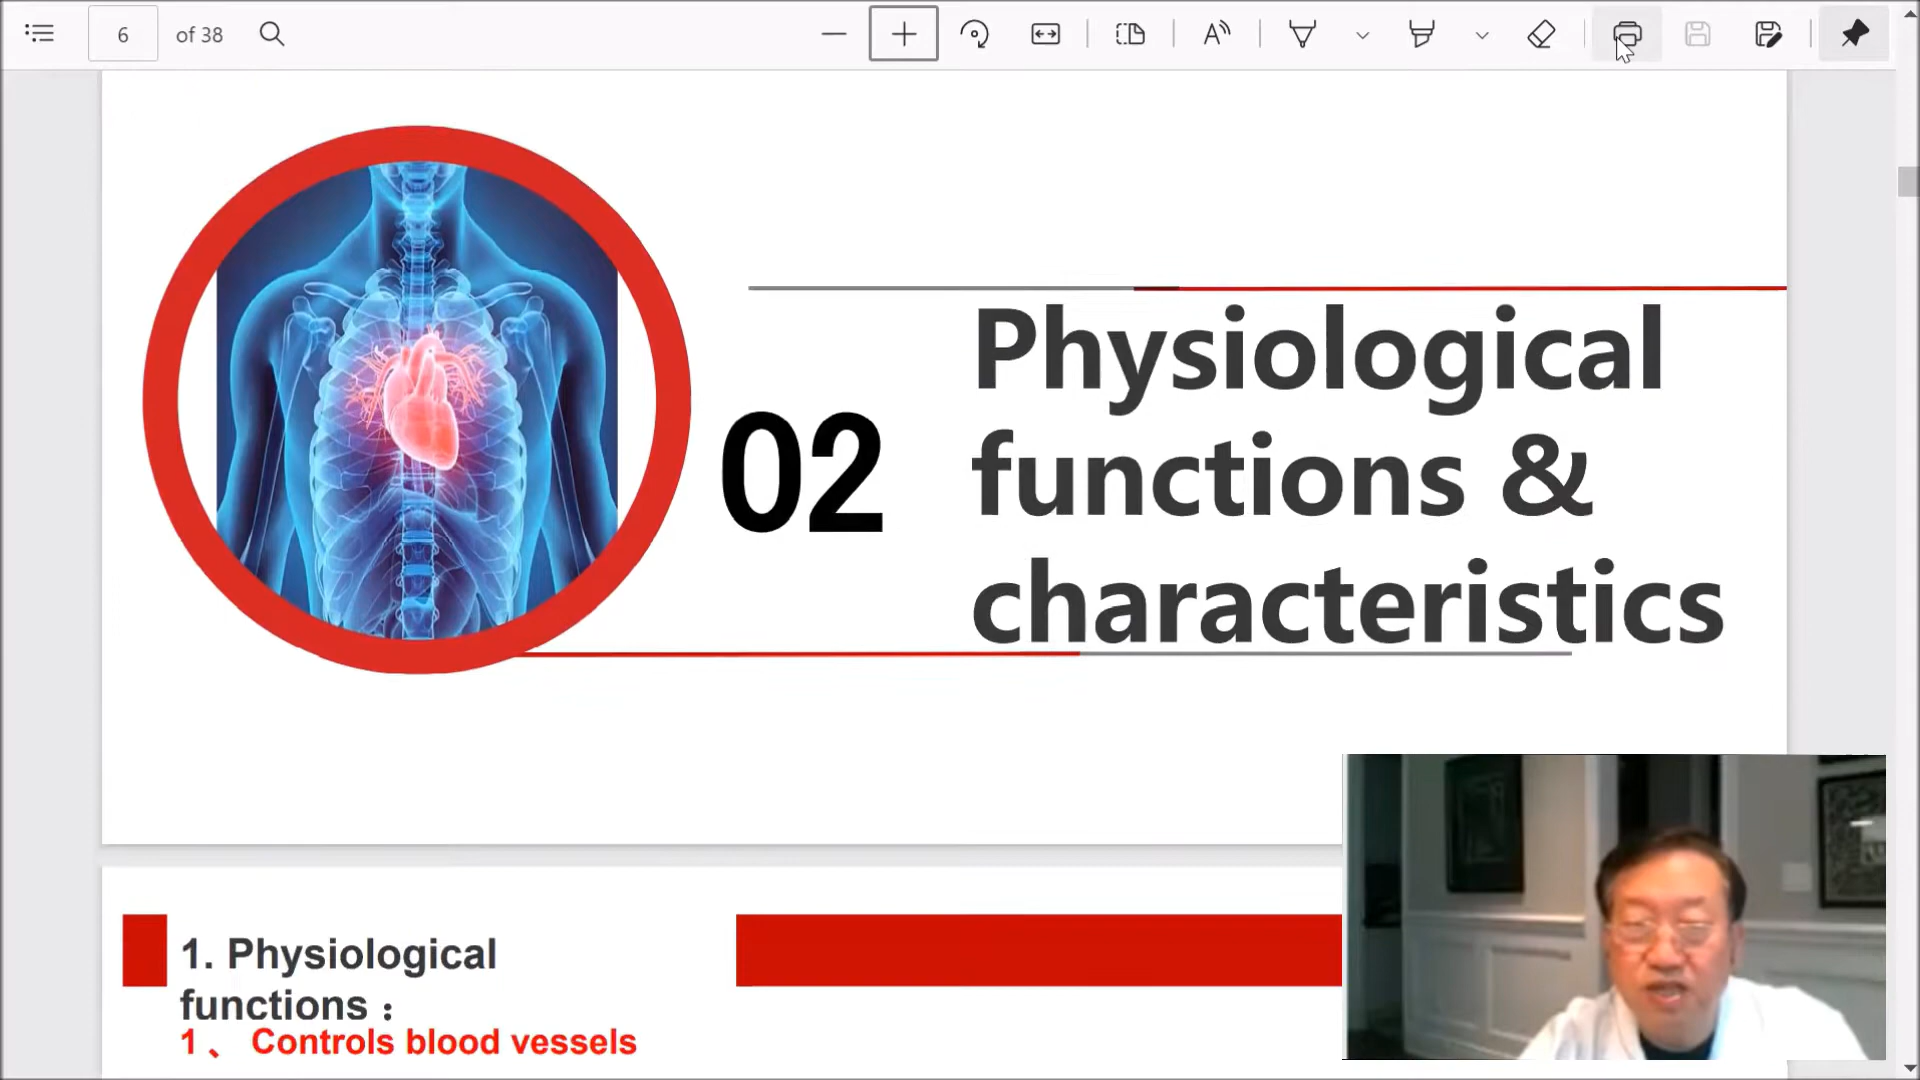 6 of 38
02
Physiological
functions &
characteristics
1. Physiological
functions：
1、 Controls blood vessels